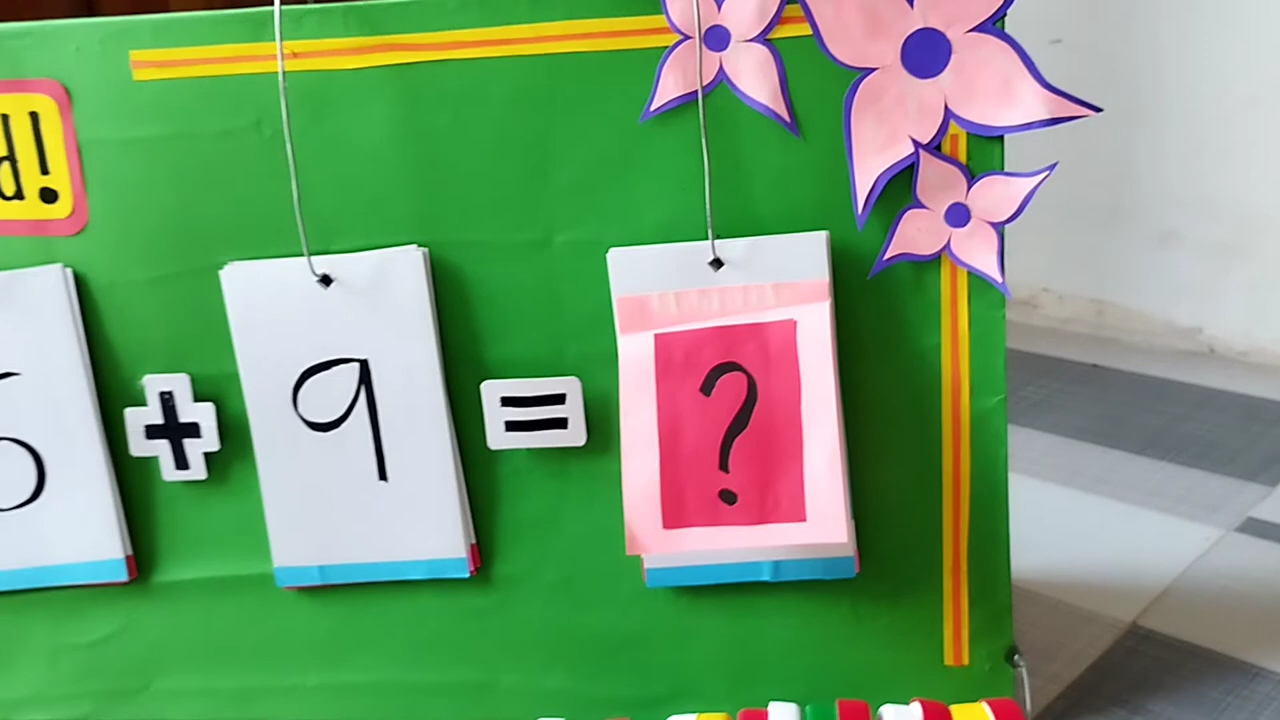 !
+ 9 = ?